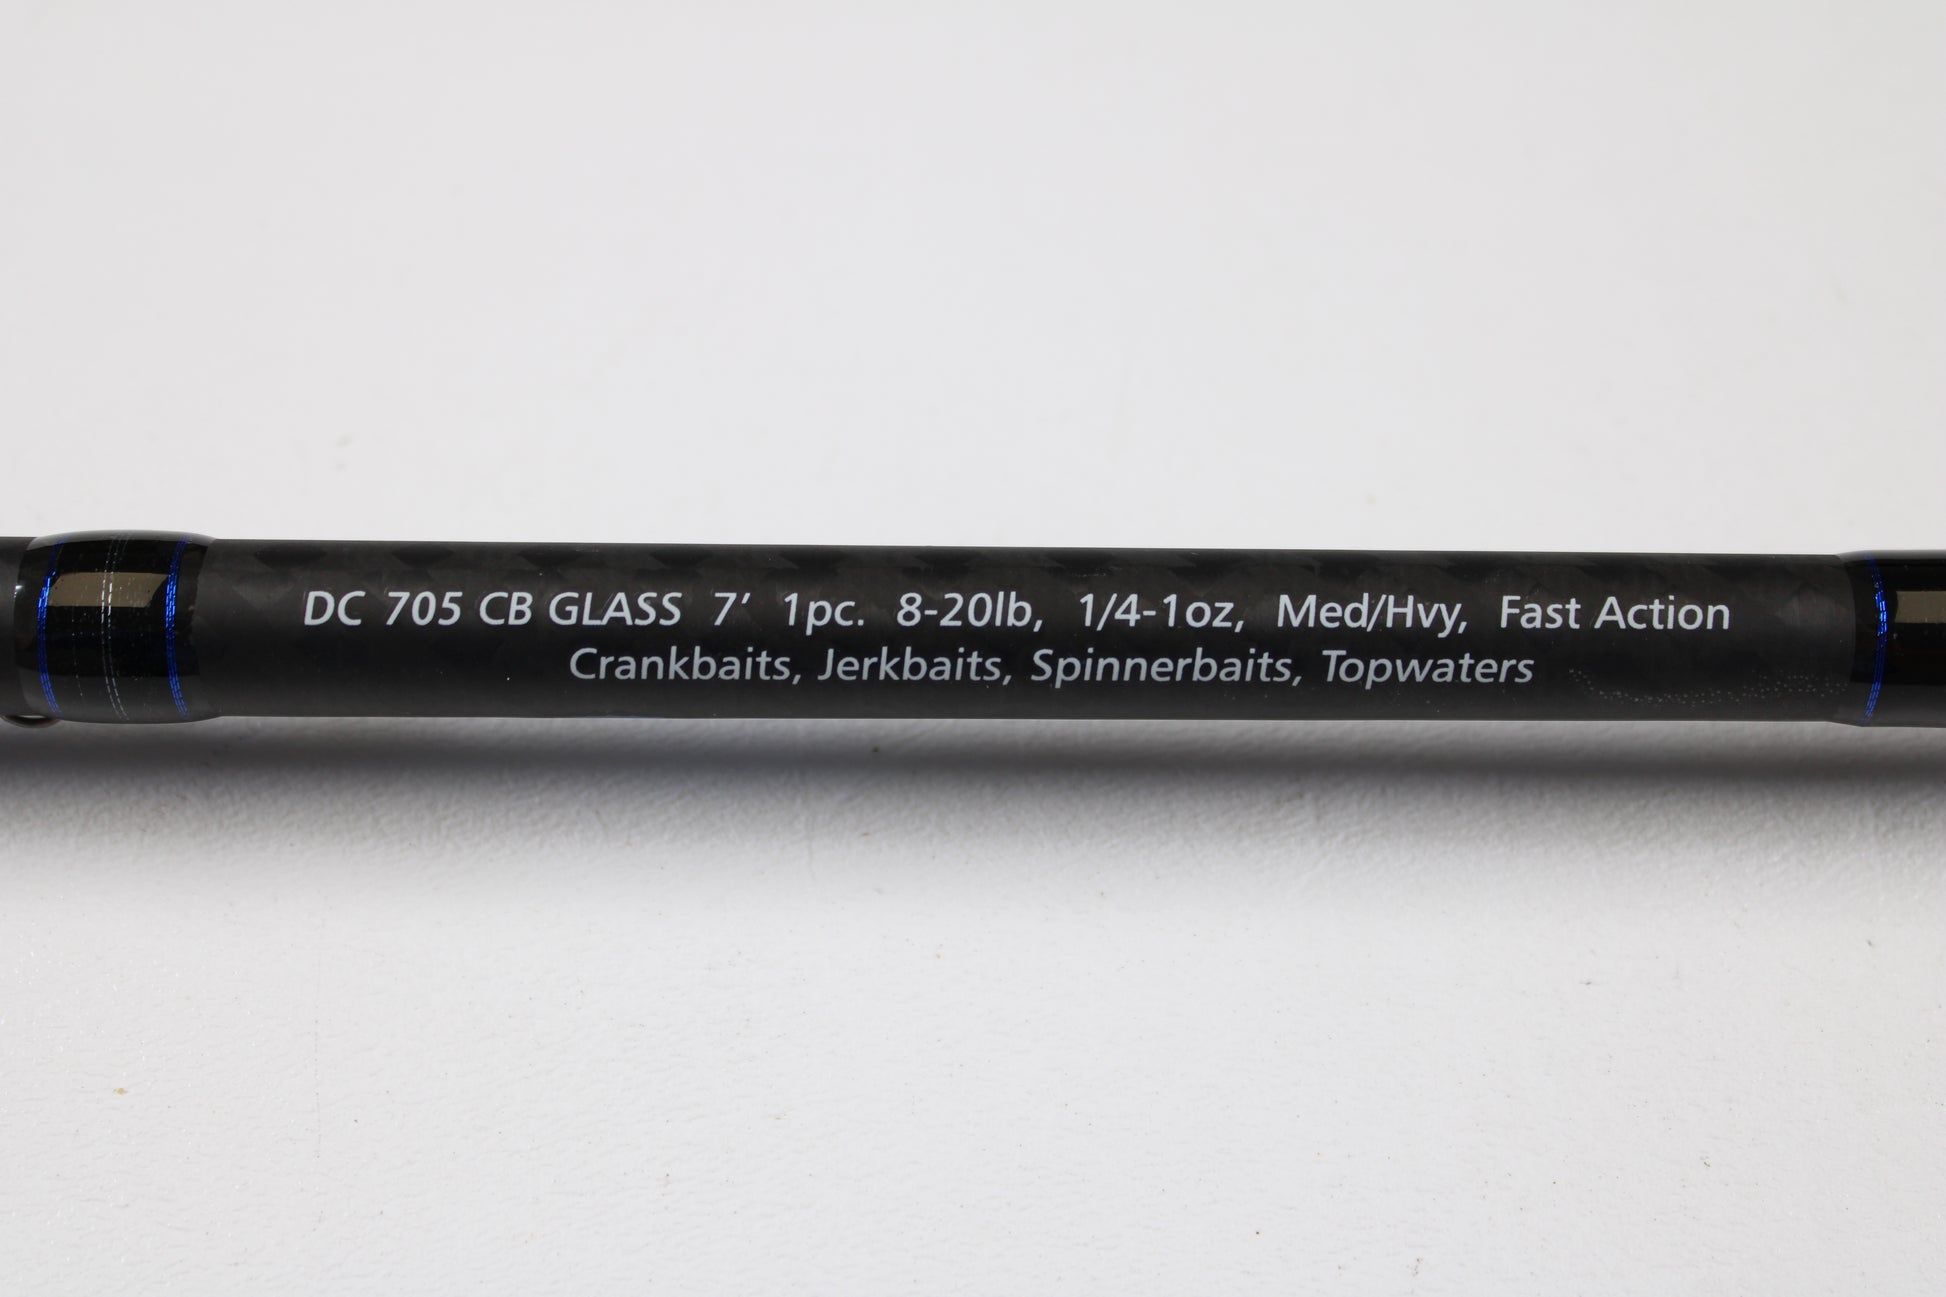 DC 705 CB GLASS 7' 1pc. 8-20lb, 1/4-1oz, Med/Hvy, Fast Action
Crankbaits, Jerkbaits, Spinnerbaits, Topwaters